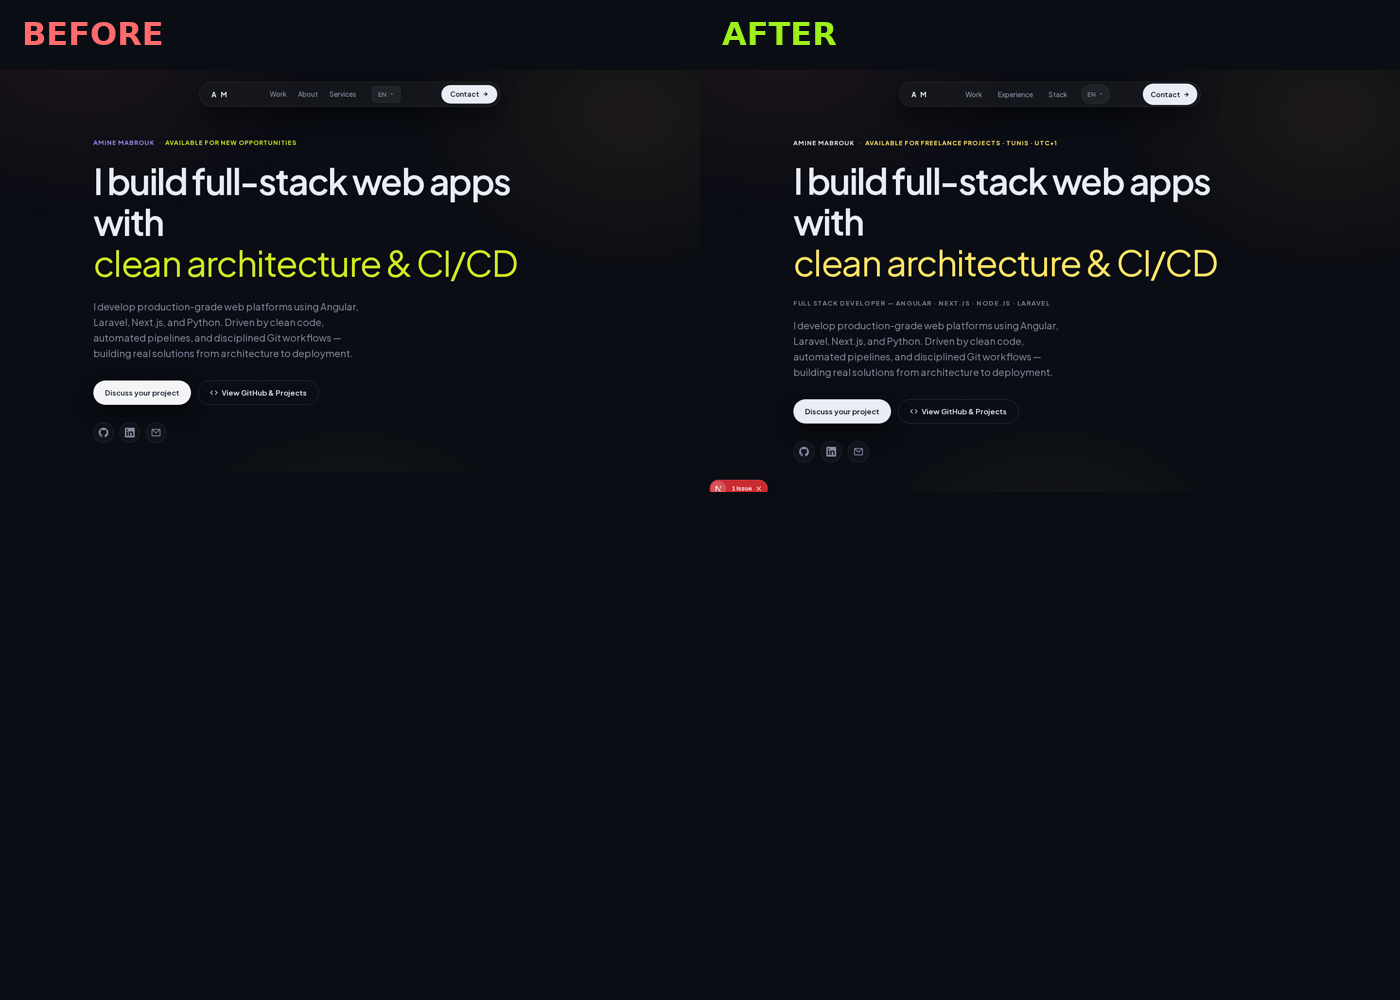 BEFORE
A M Work About Services EN Contact →
AMINE MABROUK · AVAILABLE FOR NEW OPPORTUNITIES
I build full-stack web apps
with
clean architecture & CI/CD
I develop production-grade web platforms using Angular,
Laravel, Next.js, and Python. Driven by clean code,
automated pipelines, and disciplined Git workflows —
building real solutions from architecture to deployment.
Discuss your project <> View GitHub & Projects
in
AFTER
A M Work Experience Stack EN Contact →
AMINE MABROUK · AVAILABLE FOR FREELANCE PROJECTS · TUNIS · UTC+1
I build full-stack web apps
with
clean architecture & CI/CD
FULL STACK DEVELOPER — ANGULAR · NEXT.JS · NODE.JS · LARAVEL
I develop production-grade web platforms using Angular,
Laravel, Next.js, and Python. Driven by clean code,
automated pipelines, and disciplined Git workflows —
building real solutions from architecture to deployment.
Discuss your project <> View GitHub & Projects
in
N 1 Issue ×